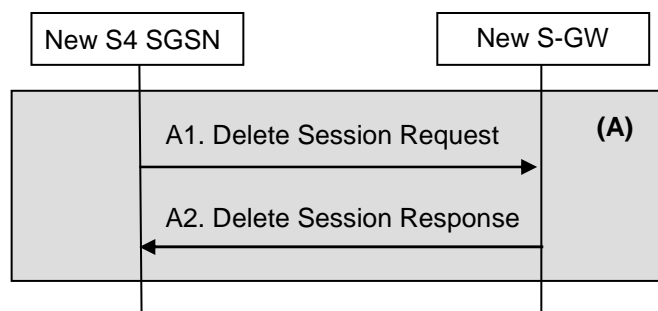 New S4 SGSN
New S-GW
(A)
A1. Delete Session Request
A2. Delete Session Response